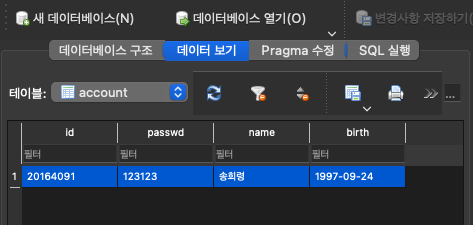 새 데이터베이스(N) 데이터베이스 열기(O) 변경사항 저장하기(
데이터베이스 구조 데이터 보기 Pragma 수정 SQL 실행
테이블: account ...
id passwd name birth
필터 필터 필터 필터
1 20164091 123123 송희령 1997-09-24